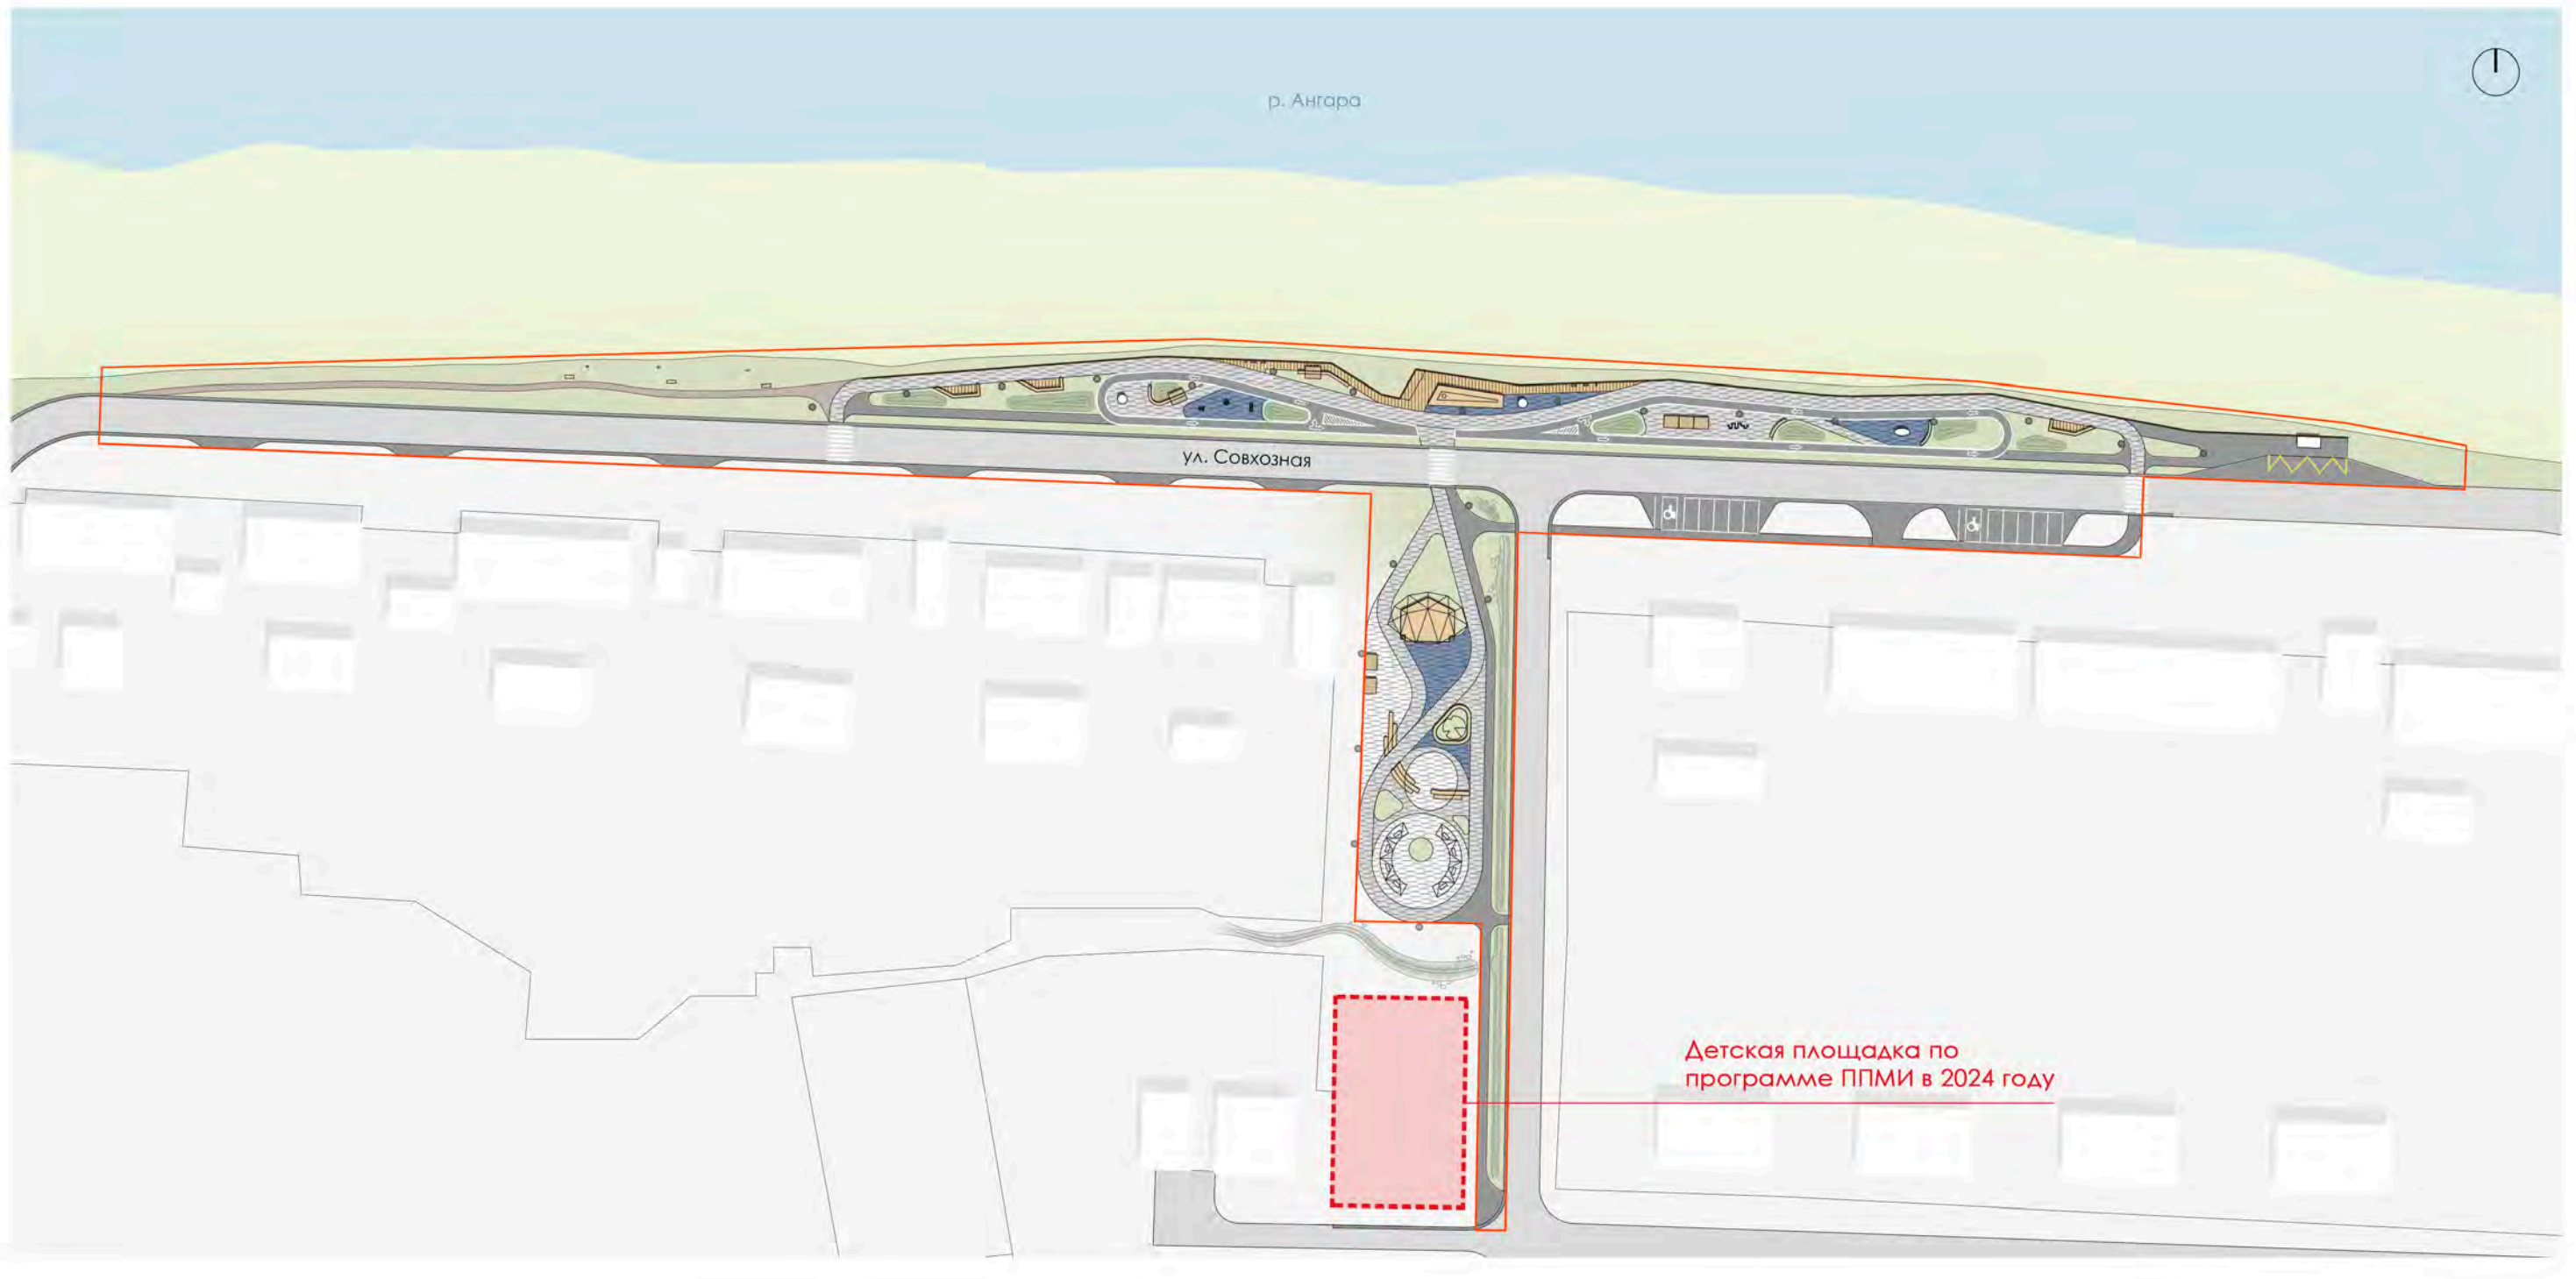 р. Ангара
ул. Совхозная
Детская площадка по
программе ППМИ в 2024 году